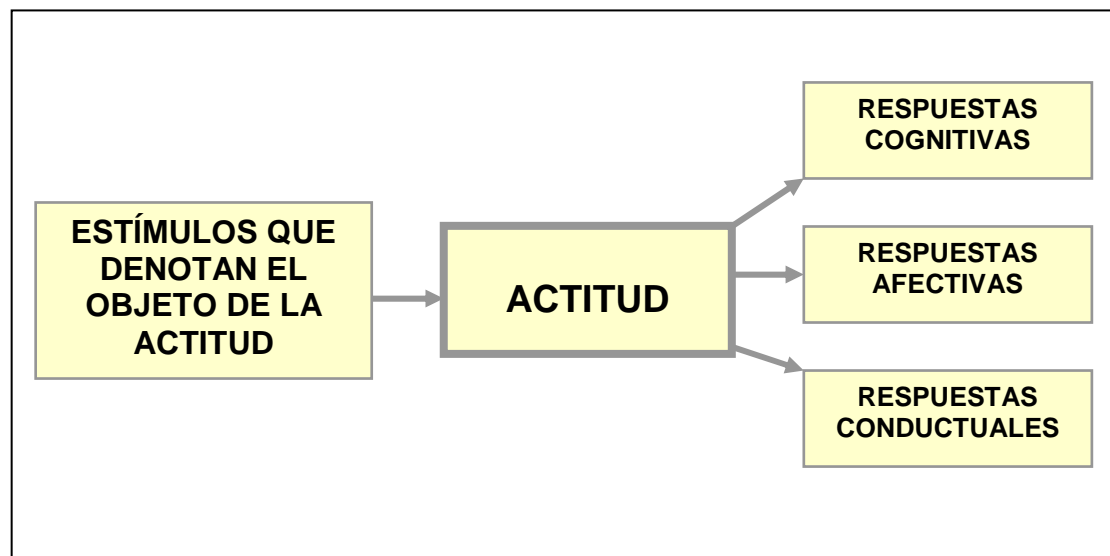 ESTÍMULOS QUE
DENOTAN EL
OBJETO DE LA
ACTITUD
ACTITUD
RESPUESTAS
COGNITIVAS
RESPUESTAS
AFECTIVAS
RESPUESTAS
CONDUCTUALES